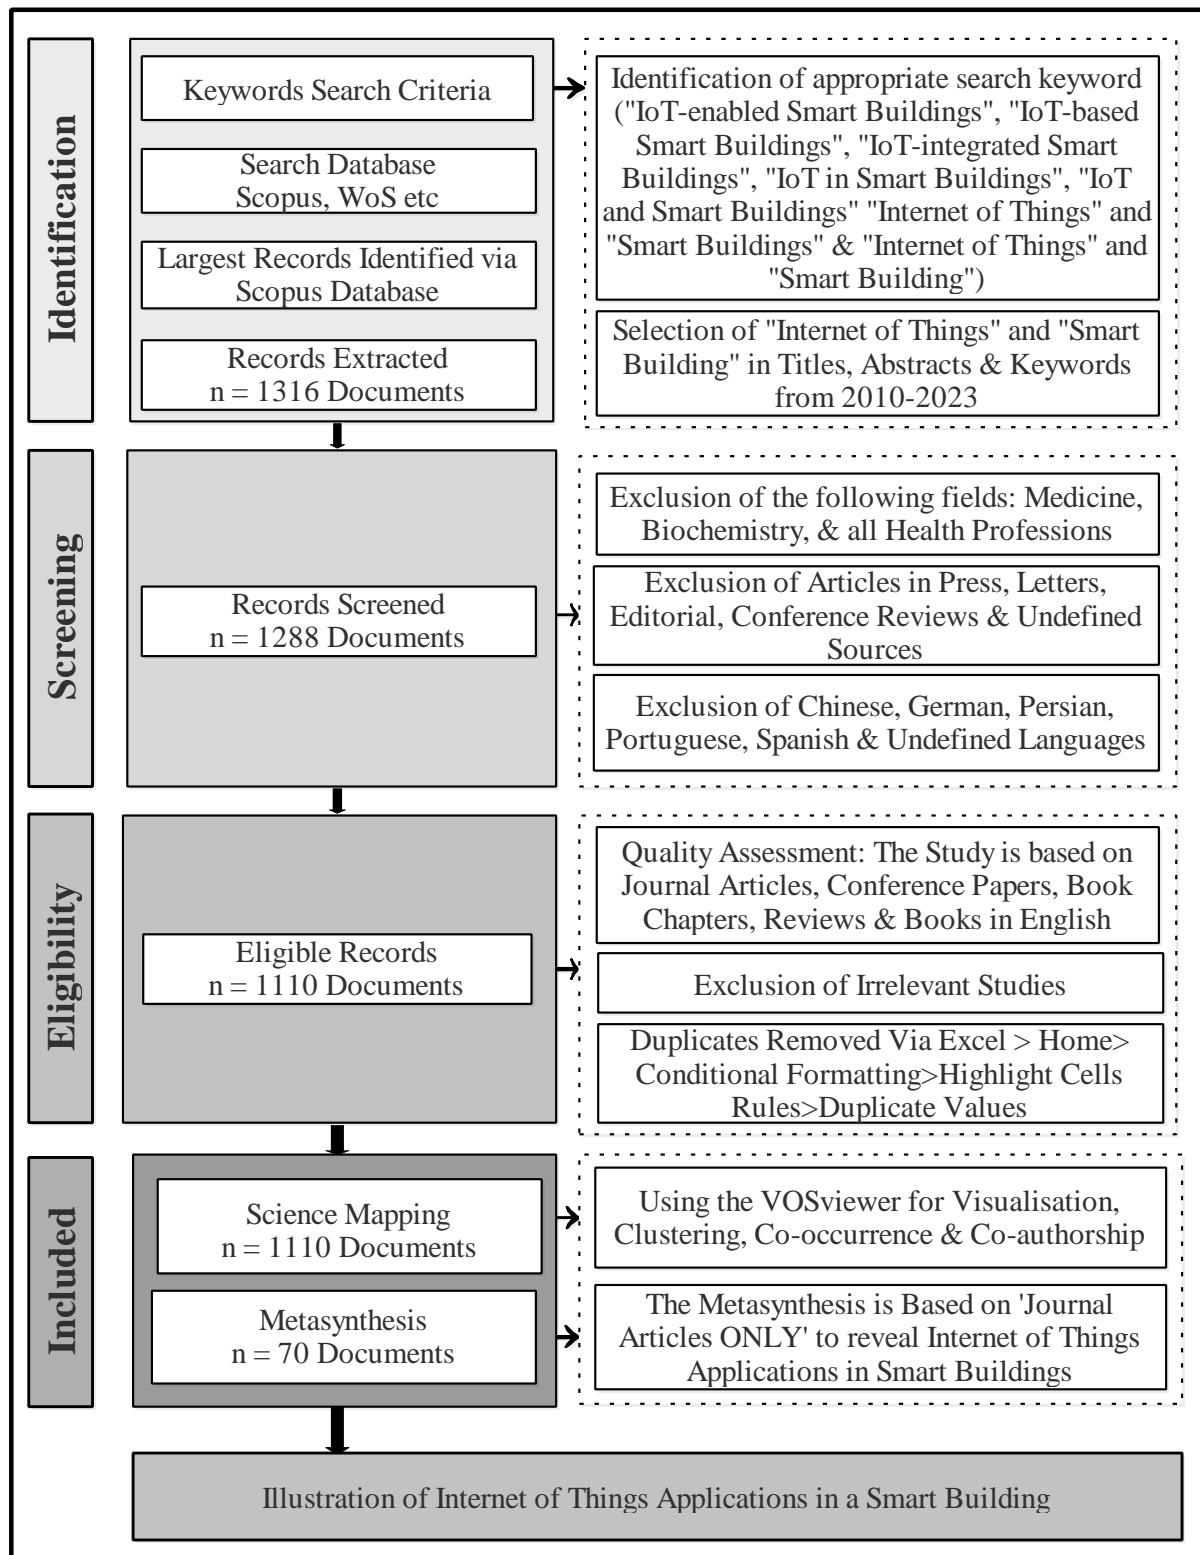 Identification
Keywords Search Criteria
Search Database
Scopus, WoS etc
Largest Records Identified via
Scopus Database
Records Extracted
n = 1316 Documents
Identification of appropriate search keyword
("IoT-enabled Smart Buildings", "IoT-based
Smart Buildings", "IoT-integrated Smart
Buildings", "IoT in Smart Buildings", "IoT
and Smart Buildings" "Internet of Things" and
"Smart Buildings" & "Internet of Things" and
"Smart Building")
Selection of "Internet of Things" and "Smart
Building" in Titles, Abstracts & Keywords
from 2010-2023
Screening
Records Screened
n = 1288 Documents
Exclusion of the following fields: Medicine,
Biochemistry, & all Health Professions
Exclusion of Articles in Press, Letters,
Editorial, Conference Reviews & Undefined
Sources
Exclusion of Chinese, German, Persian,
Portuguese, Spanish & Undefined Languages
Eligibility
Eligible Records
n = 1110 Documents
Quality Assessment: The Study is based on
Journal Articles, Conference Papers, Book
Chapters, Reviews & Books in English
Exclusion of Irrelevant Studies
Duplicates Removed Via Excel > Home>
Conditional Formatting>Highlight Cells
Rules>Duplicate Values
Included
Science Mapping
n = 1110 Documents
Metasynthesis
n = 70 Documents
Using the VOSviewer for Visualisation,
Clustering, Co-occurrence & Co-authorship
The Metasynthesis is Based on 'Journal
Articles ONLY' to reveal Internet of Things
Applications in Smart Buildings
Illustration of Internet of Things Applications in a Smart Building